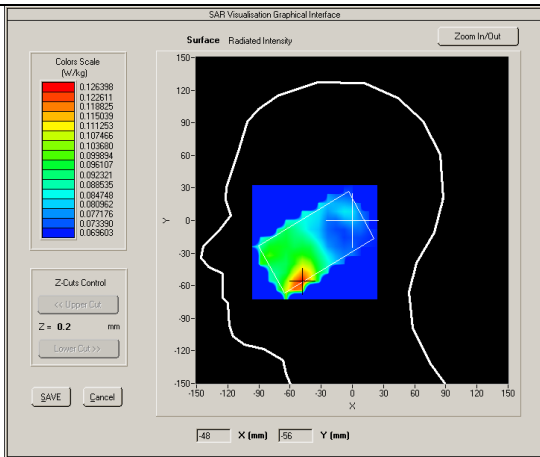 SAR Visualisation Graphical Interface
Surface Radiated Intensity
Zoom In/Out
Colors Scale
(W/kg)
0.126398
0.122611
0.118825
0.115039
0.111253
0.107466
0.103680
0.099894
0.096107
0.092321
0.088535
0.084748
0.080962
0.077176
0.073390
0.069603
Z-Cuts Control
<< Upper Cut
Z = 0.2 mm
Lower Cut >>
SAVE Cancel
150
120
90
60
30
0
-30
-60
-90
-120
-150
Y
-150 -120 -90 -60 -30 0 30 60 90 120 150
X
-48 X (mm) -56 Y (mm)